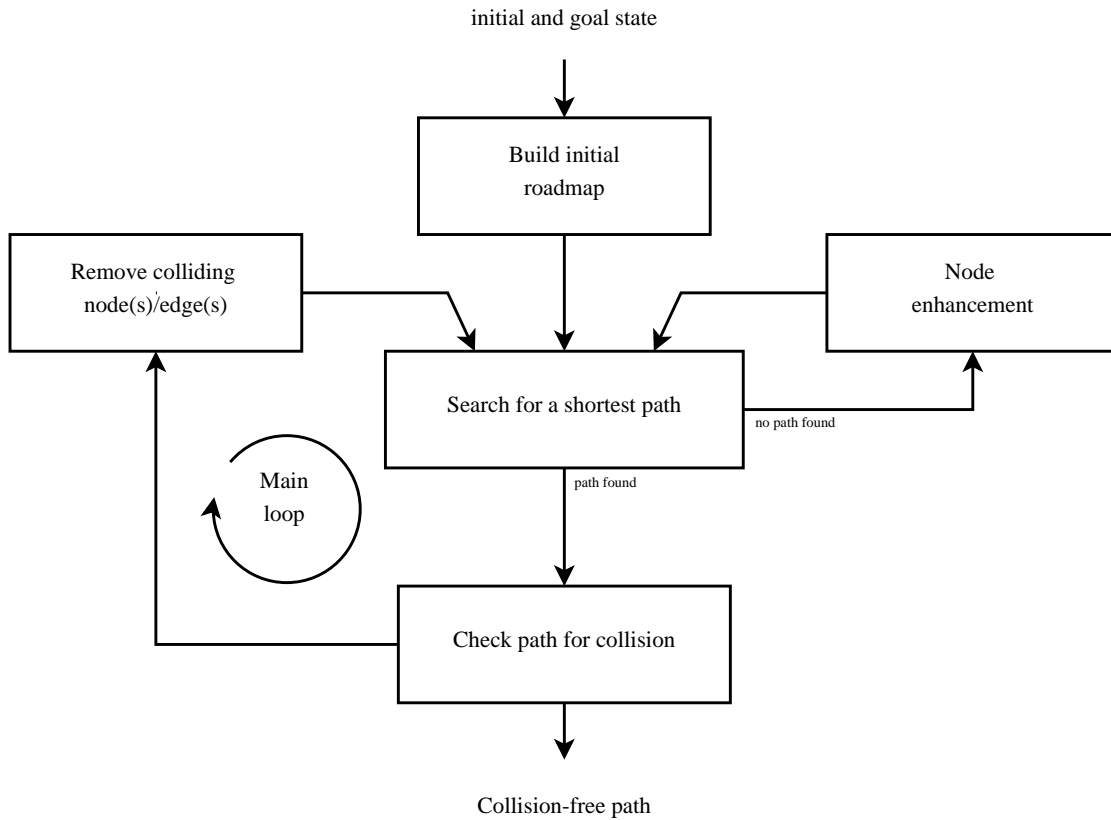 initial and goal state
Build initial
roadmap
Remove colliding
node(s)/edge(s)
Node
enhancement
Search for a shortest path
no path found
path found
Main
loop
Check path for collision
Collision-free path